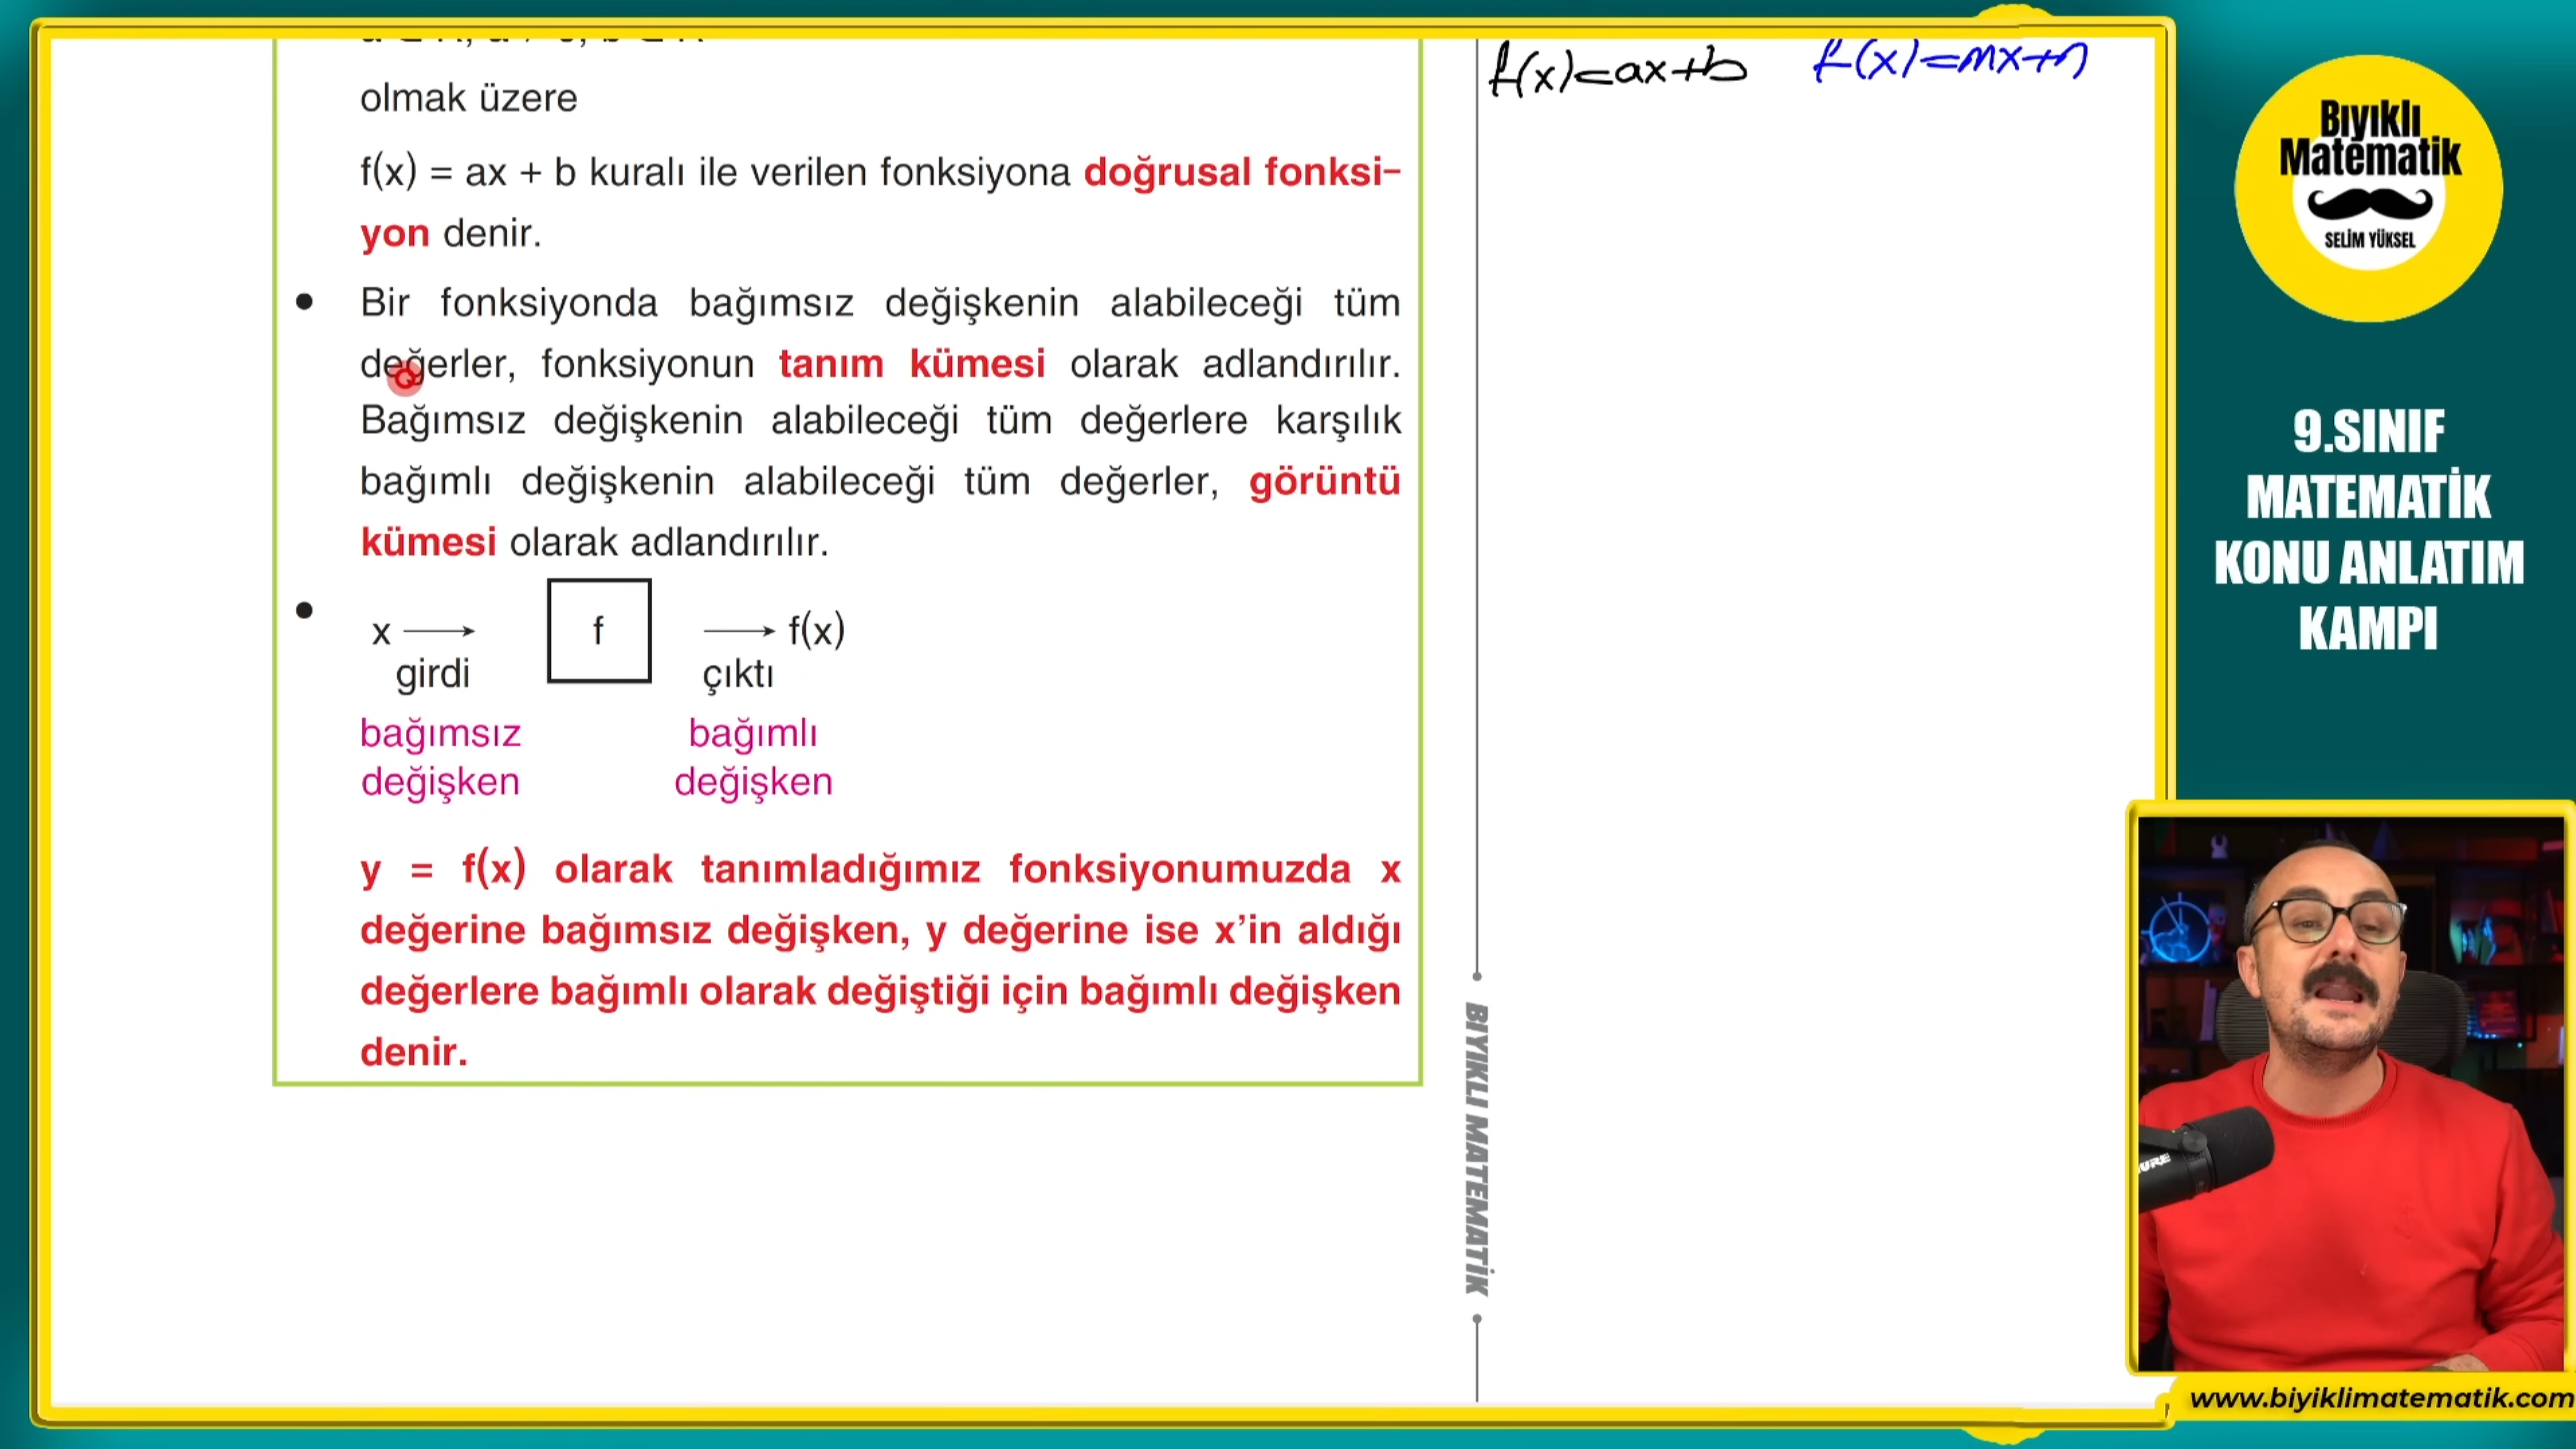 olmak üzere
f(x) = ax + b kuralı ile verilen fonksiyona doğrusal fonksi-
yon denir.
• Bir fonksiyonda bağımsız değişkenin alabileceği tüm
değerler, fonksiyonun tanım kümesi olarak adlandırılır.
Bağımsız değişkenin alabileceği tüm değerlere karşılık
bağımlı değişkenin alabileceği tüm değerler, görüntü
kümesi olarak adlandırılır.
• x → f → f(x)
girdi çıktı
bağımsız bağımlı
değişken değişken
y = f(x) olarak tanımladığımız fonksiyonumuzda x
değerine bağımsız değişken, y değerine ise x’in aldığı
değerlere bağımlı olarak değiştiği için bağımlı değişken
denir.
f(x)=ax+b f(x)=mx+n
BIYIKLI MATEMATİK
Bıyıklı
Matematik
SELİM YÜKSEL
9.SINIF
MATEMATİK
KONU ANLATIM
KAMPI
URE
www.biyiklimatematik.com